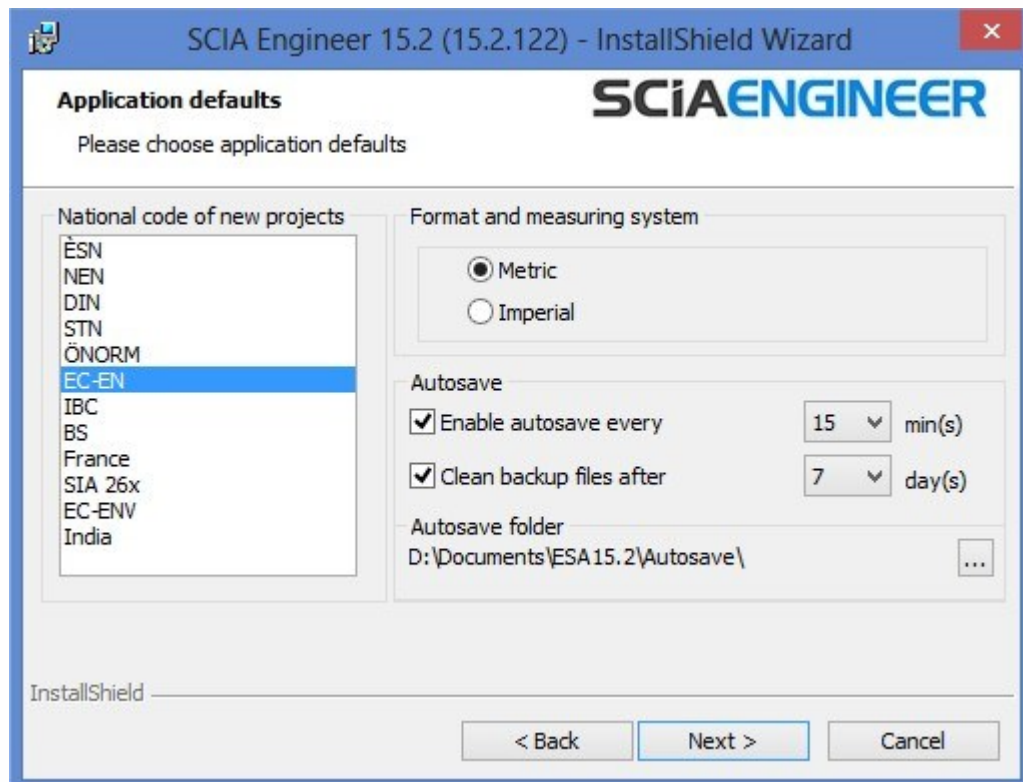 SCIA Engineer 15.2 (15.2.122) - InstallShield Wizard
Application defaults
SCiAENGINEER
Please choose application defaults
National code of new projects
ÈSN
NEN
DIN
STN
ÖNORM
EC-EN
IBC
BS
France
SIA 26x
EC-ENV
India
Format and measuring system
Metric
Imperial
Autosave
Enable autosave every 15 min(s)
Clean backup files after 7 day(s)
Autosave folder
D:\Documents\ESA15.2\Autosave\
...
InstallShield
< Back Next > Cancel